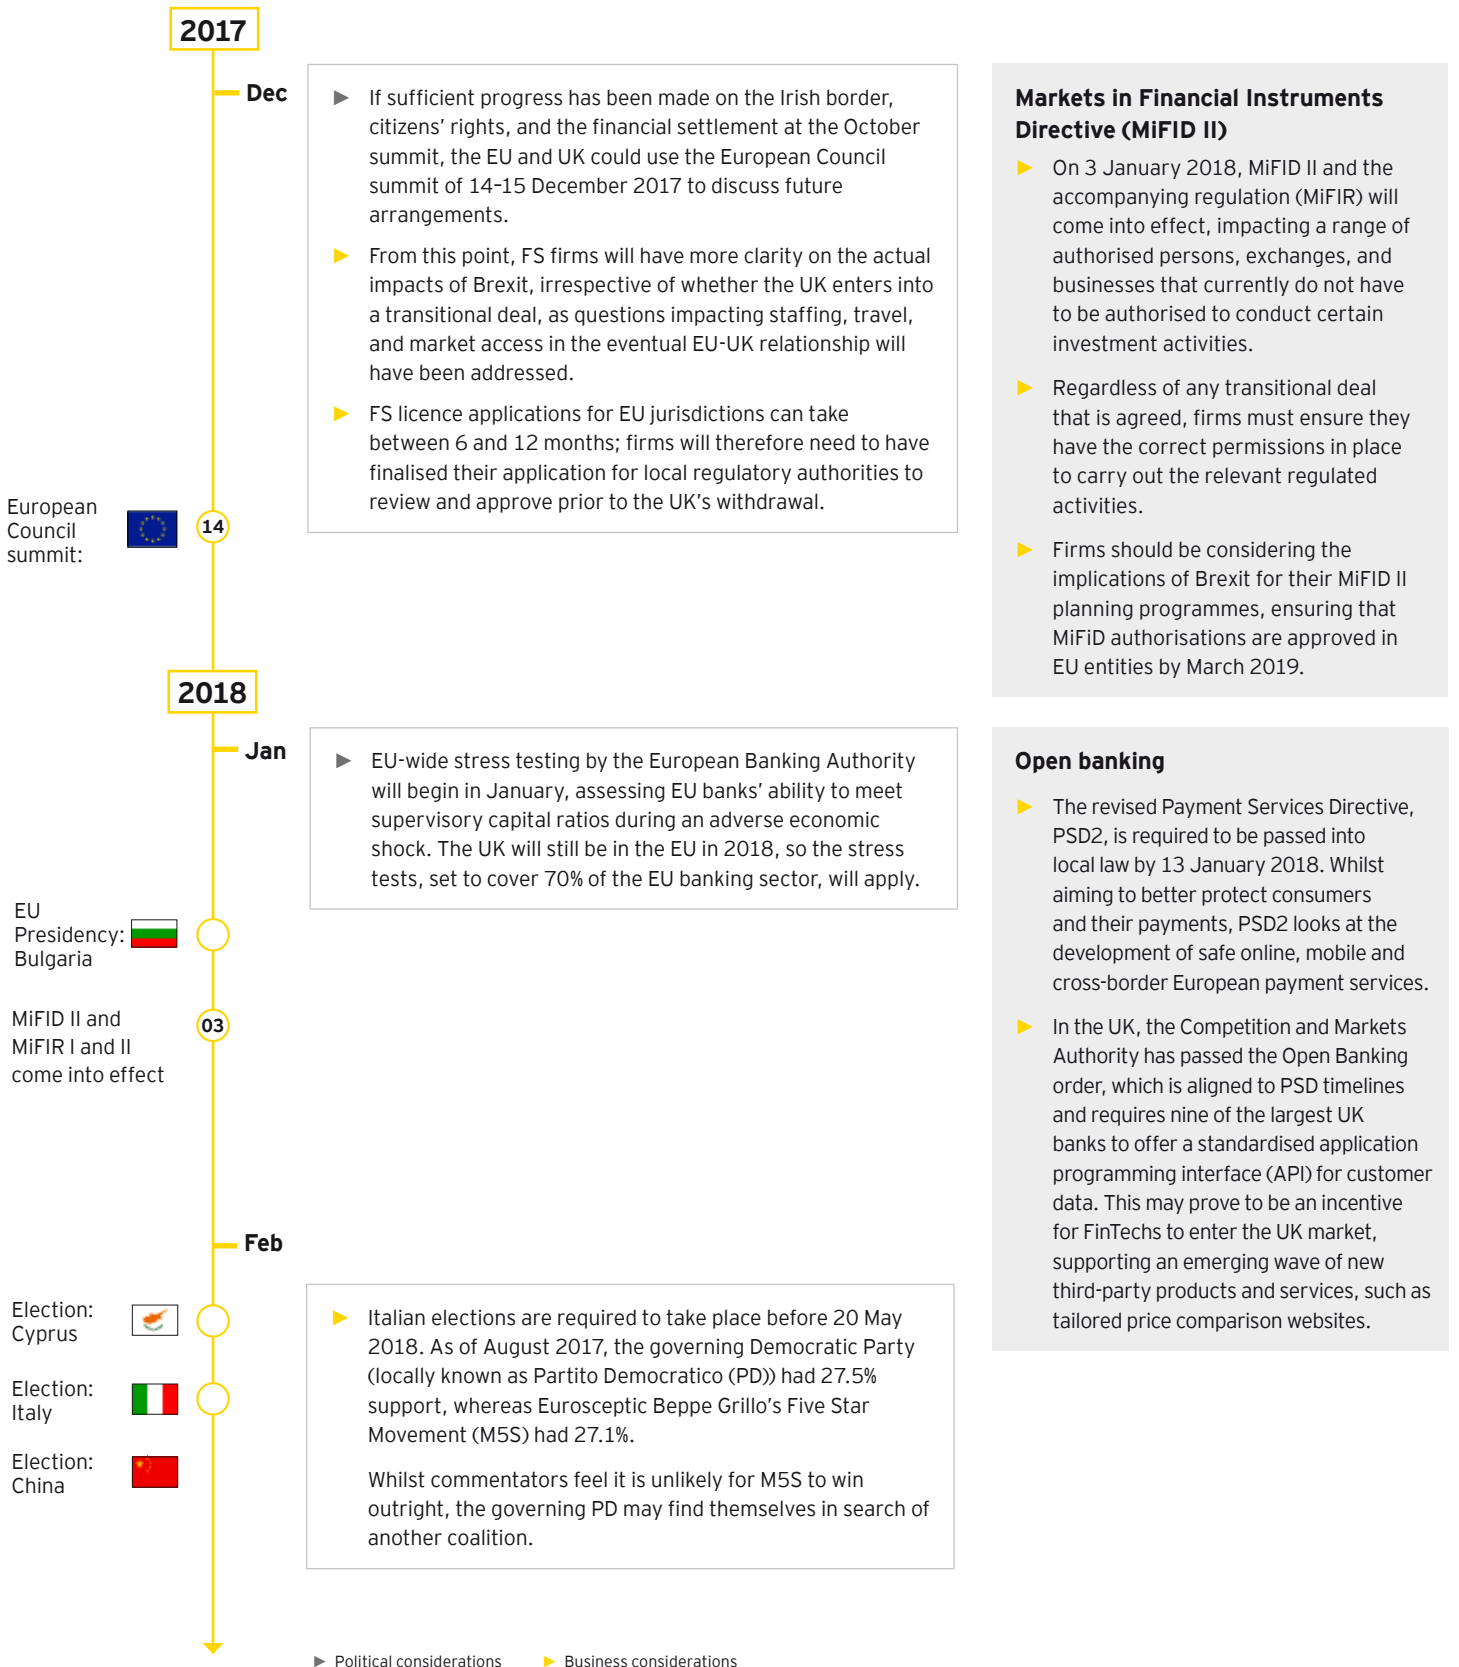 2017
Dec
► If sufficient progress has been made on the Irish border,
citizens' rights, and the financial settlement at the October
summit, the EU and UK could use the European Council
summit of 14–15 December 2017 to discuss future
arrangements.
► From this point, FS firms will have more clarity on the actual
impacts of Brexit, irrespective of whether the UK enters into
a transitional deal, as questions impacting staffing, travel,
and market access in the eventual EU-UK relationship will
have been addressed.
► FS licence applications for EU jurisdictions can take
between 6 and 12 months; firms will therefore need to have
finalised their application for local regulatory authorities to
review and approve prior to the UK's withdrawal.
European
Council
summit:
14
Markets in Financial Instruments
Directive (MiFID II)
► On 3 January 2018, MiFID II and the
accompanying regulation (MiFIR) will
come into effect, impacting a range of
authorised persons, exchanges, and
businesses that currently do not have
to be authorised to conduct certain
investment activities.
► Regardless of any transitional deal
that is agreed, firms must ensure they
have the correct permissions in place
to carry out the relevant regulated
activities.
► Firms should be considering the
implications of Brexit for their MiFID II
planning programmes, ensuring that
MiFiD authorisations are approved in
EU entities by March 2019.
2018
Jan
► EU-wide stress testing by the European Banking Authority
will begin in January, assessing EU banks' ability to meet
supervisory capital ratios during an adverse economic
shock. The UK will still be in the EU in 2018, so the stress
tests, set to cover 70% of the EU banking sector, will apply.
EU
Presidency:
Bulgaria
MiFID II and
MiFIR I and II
come into effect
03
Open banking
► The revised Payment Services Directive,
PSD2, is required to be passed into
local law by 13 January 2018. Whilst
aiming to better protect consumers
and their payments, PSD2 looks at the
development of safe online, mobile and
cross-border European payment services.
► In the UK, the Competition and Markets
Authority has passed the Open Banking
order, which is aligned to PSD timelines
and requires nine of the largest UK
banks to offer a standardised application
programming interface (API) for customer
data. This may prove to be an incentive
for FinTechs to enter the UK market,
supporting an emerging wave of new
third-party products and services, such as
tailored price comparison websites.
Feb
Election:
Cyprus
Election:
Italy
Election:
China
► Italian elections are required to take place before 20 May
2018. As of August 2017, the governing Democratic Party
(locally known as Partito Democratico (PD)) had 27.5%
support, whereas Eurosceptic Beppe Grillo's Five Star
Movement (M5S) had 27.1%.
Whilst commentators feel it is unlikely for M5S to win
outright, the governing PD may find themselves in search of
another coalition.
► Political considerations ► Business considerations